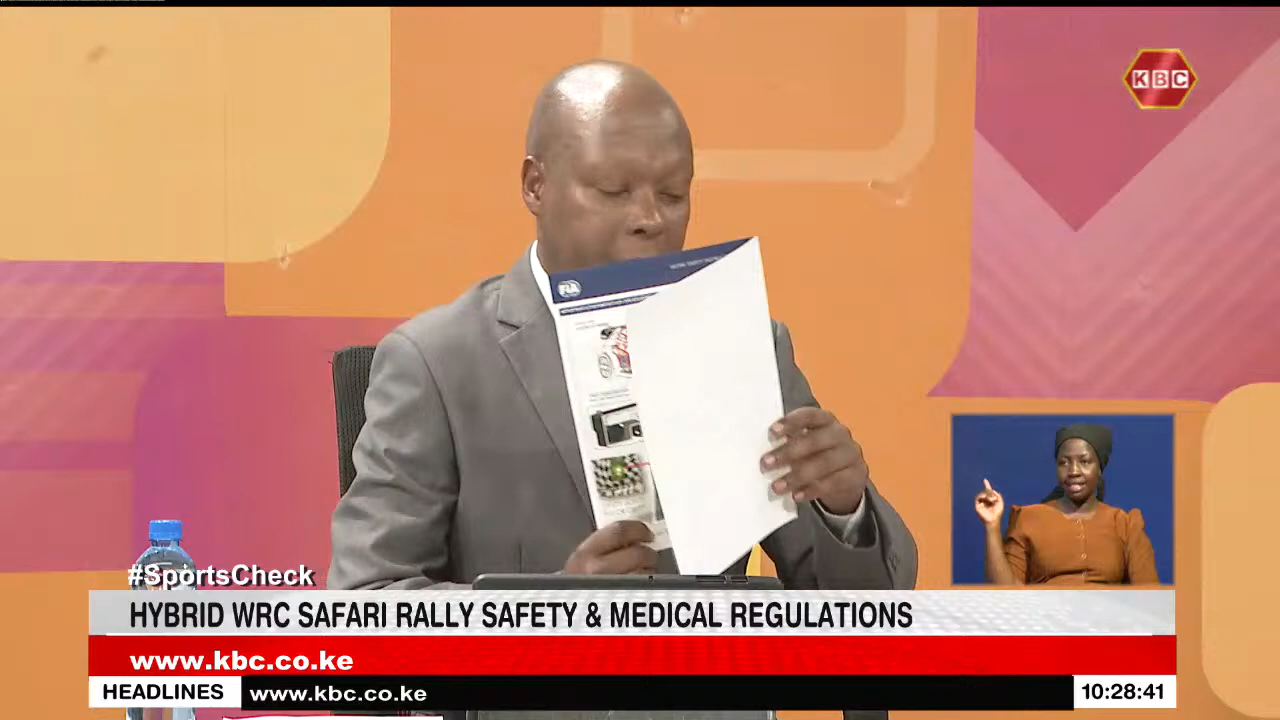 KBC
FIA
#SportsCheck
HYBRID WRC SAFARI RALLY SAFETY & MEDICAL REGULATIONS
www.kbc.co.ke
HEADLINES
www.kbc.co.ke
10:28:41